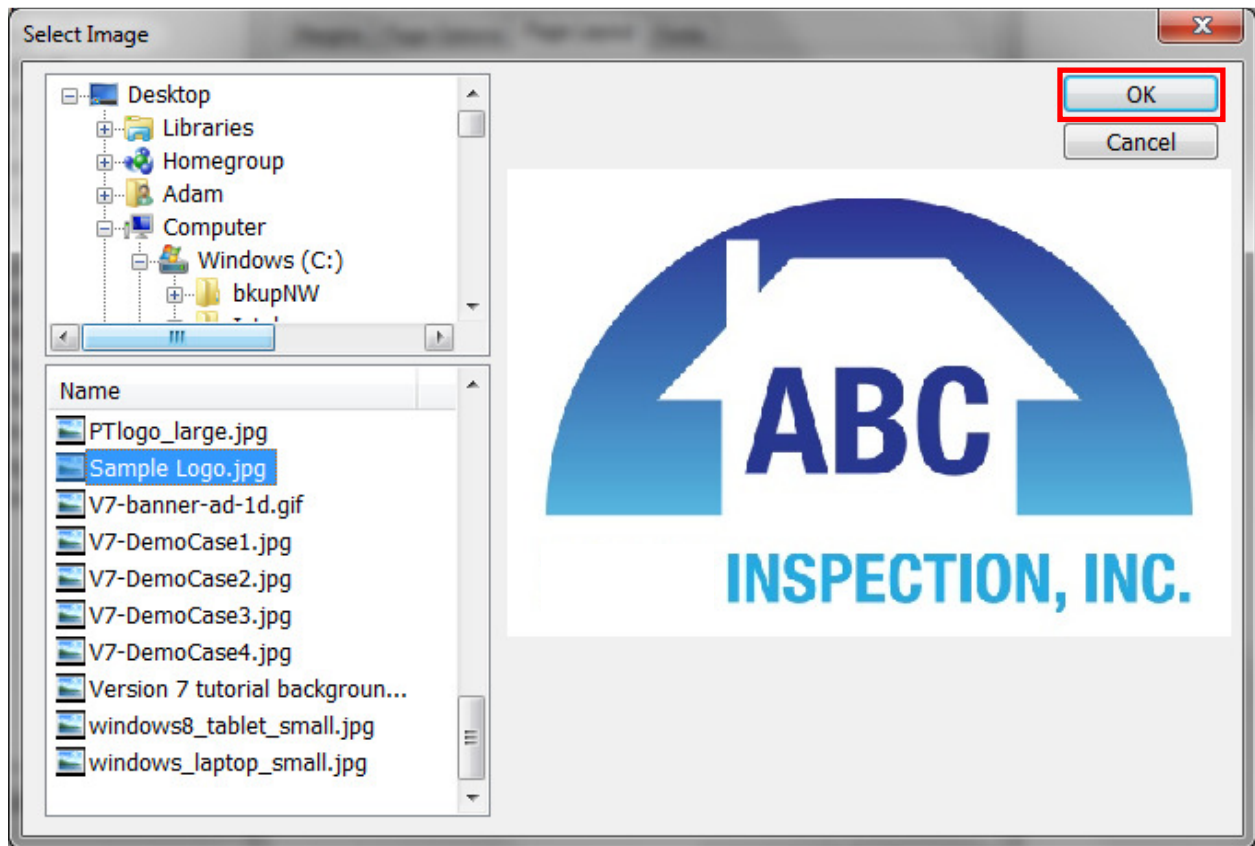 Select Image
Desktop
Libraries
Homegroup
Adam
Computer
Windows (C:)
bkupNW
Name
PTlogo_large.jpg
Sample Logo.jpg
V7-banner-ad-1d.gif
V7-DemoCase1.jpg
V7-DemoCase2.jpg
V7-DemoCase3.jpg
V7-DemoCase4.jpg
Version 7 tutorial backgroun...
windows8_tablet_small.jpg
windows_laptop_small.jpg
OK
Cancel
ABC
INSPECTION, INC.